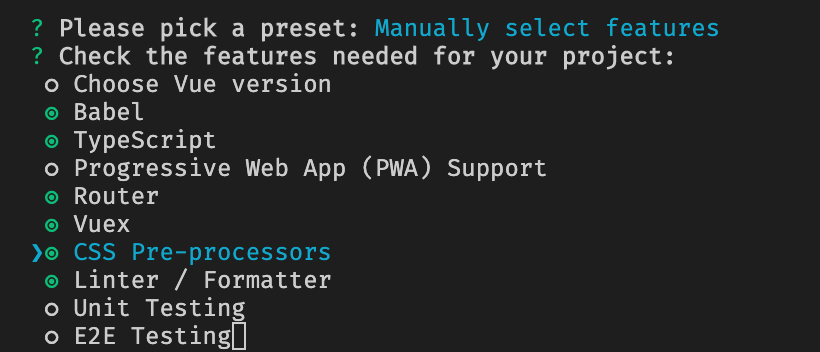 ? Please pick a preset: Manually select features
? Check the features needed for your project:
○ Choose Vue version
◉ Babel
◉ TypeScript
○ Progressive Web App (PWA) Support
◉ Router
◉ Vuex
❯◉ CSS Pre-processors
◉ Linter / Formatter
○ Unit Testing
○ E2E Testing